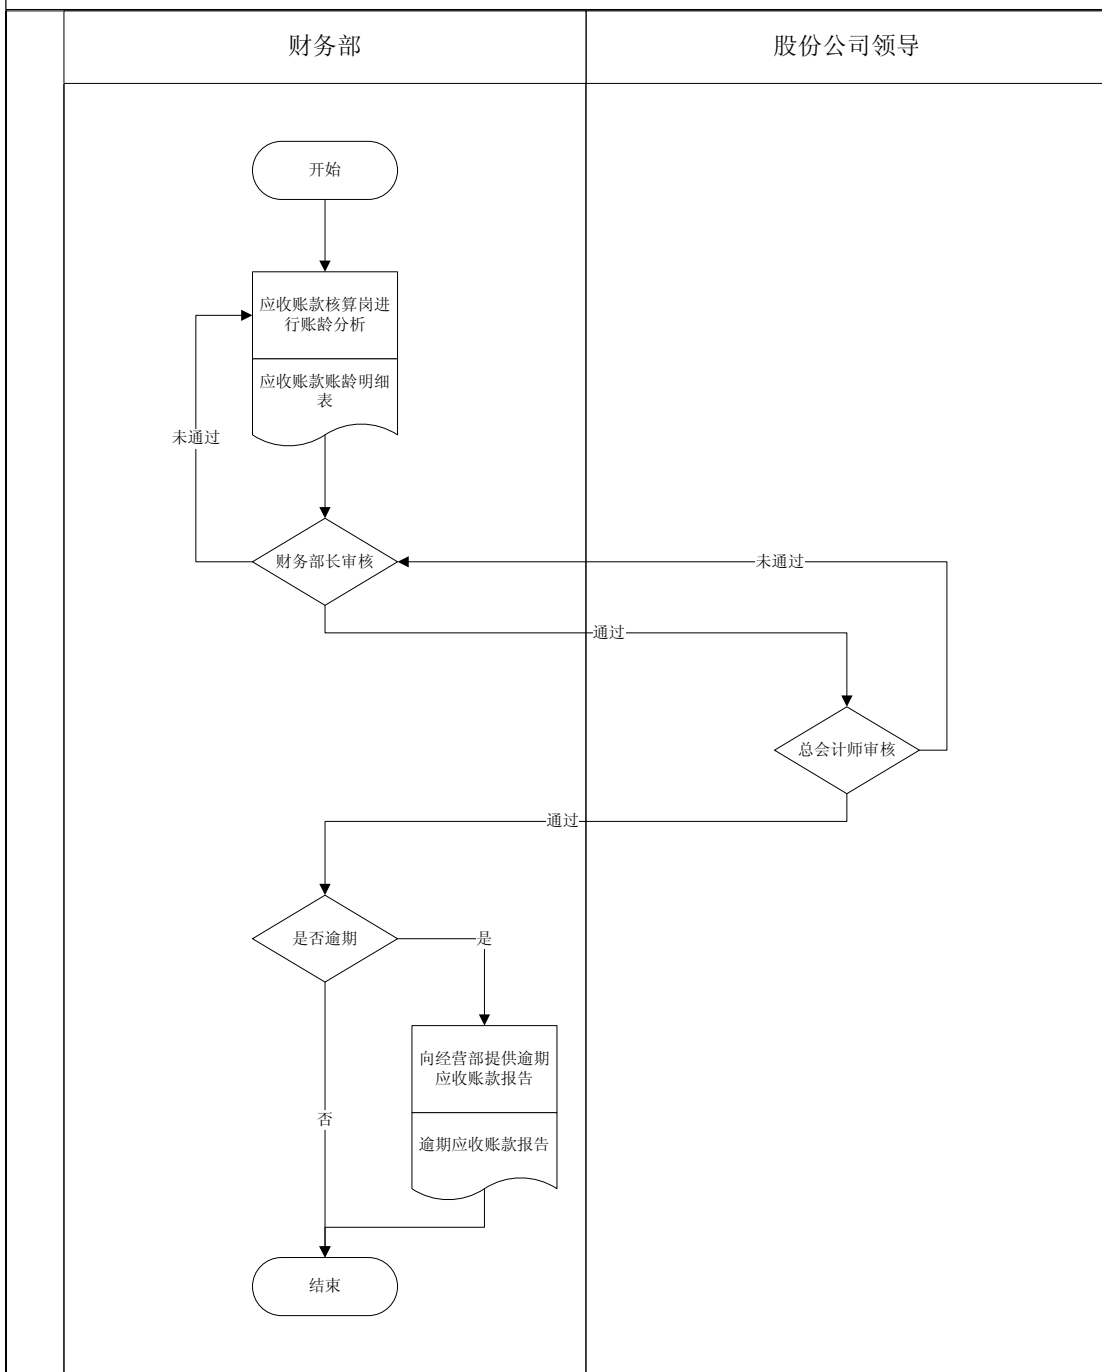 财务部
股份公司领导
开始
应收账款核算岗进
行账龄分析
应收账款账龄明细
表
未通过
财务部长审核
未通过
通过
总会计师审核
通过
是否逾期
是
向经营部提供逾期
应收账款报告
否
逾期应收账款报告
结束